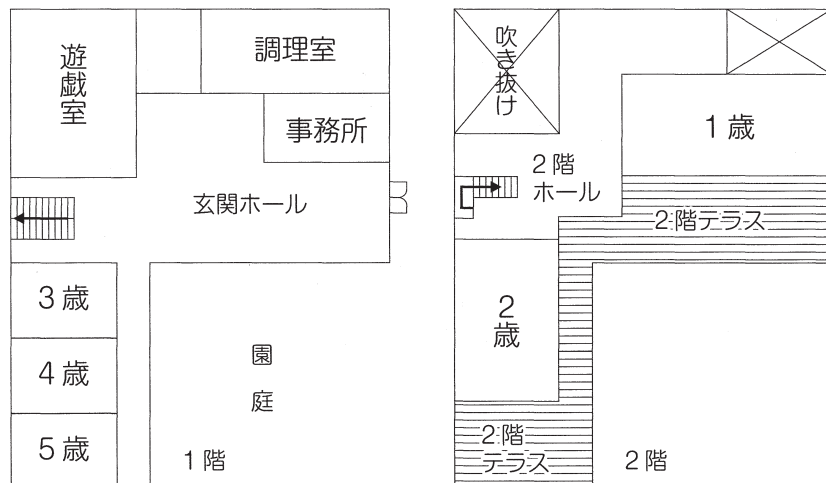 遊戯室
調理室
事務所
玄関ホール
3歳
4歳
5歳
園庭
1階
吹き抜け
1歳
2階
ホール
2階テラス
2歳
2階
テラス
2階